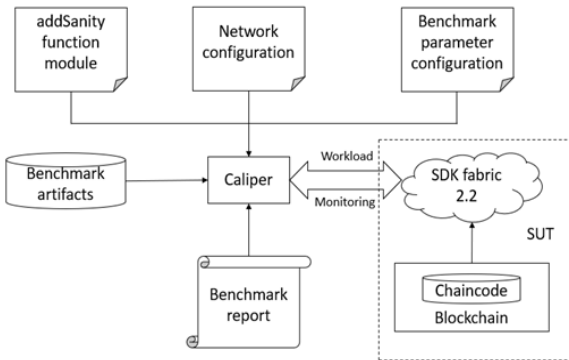 addSanity
function
module
Network
configuration
Benchmark
parameter
configuration
Benchmark
artifacts
Caliper
Workload
Monitoring
SDK fabric
2.2
SUT
Chaincode
Blockchain
Benchmark
report